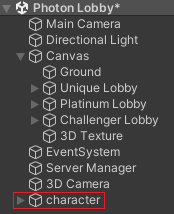 Photon Lobby*
Main Camera
Directional Light
Canvas
Ground
Unique Lobby
Platinum Lobby
Challenger Lobby
3D Texture
EventSystem
Server Manager
3D Camera
character